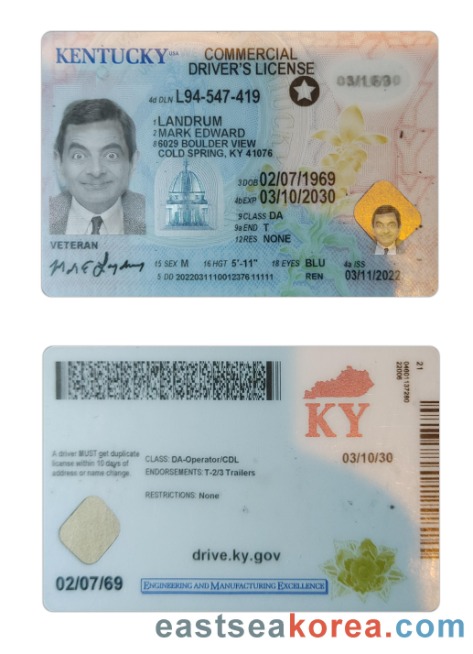 KENTUCKY USA
COMMERCIAL
DRIVER'S LICENSE
4d DLN L94-547-419
1 LANDRUM
2 MARK EDWARD
8 6029 BOULDER VIEW
COLD SPRING, KY 41076
3 DOB 02/07/1969
4b EXP 03/10/2030
9 CLASS DA
9a END T
12 RES NONE
VETERAN
15 SEX M 16 HGT 5'-11" 18 EYES BLU 4a ISS
5 DD 20220311100123 76 11111 REN 03/11/2022
KY
21
04601137280
22006
03/10/30
A driver MUST get duplicate
license within 10 days of
address or name change.
CLASS: DA-Operator/CDL
ENDORSEMENTS: T-2/3 Trailers
RESTRICTIONS: None
drive.ky.gov
02/07/69
ENGINEERING AND MANUFACTURING EXCELLENCE
eastseakorea.com